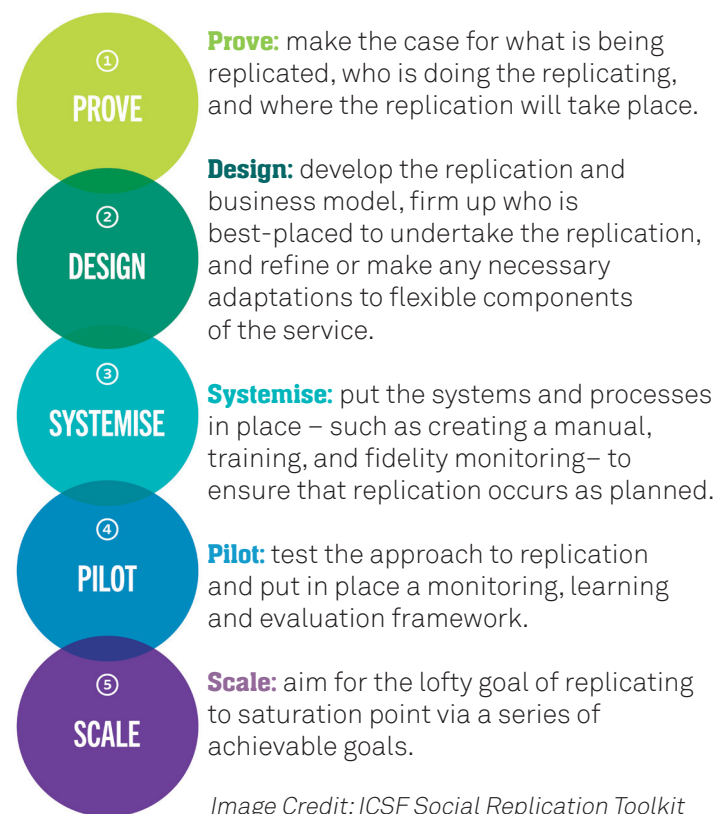 ①
PROVE
Prove: make the case for what is being
replicated, who is doing the replicating,
and where the replication will take place.
②
DESIGN
Design: develop the replication and
business model, firm up who is
best-placed to undertake the replication,
and refine or make any necessary
adaptations to flexible components
of the service.
③
SYSTEMISE
Systemise: put the systems and processes
in place – such as creating a manual,
training, and fidelity monitoring– to
ensure that replication occurs as planned.
④
PILOT
Pilot: test the approach to replication
and put in place a monitoring, learning
and evaluation framework.
⑤
SCALE
Scale: aim for the lofty goal of replicating
to saturation point via a series of
achievable goals.
Image Credit: ICSF Social Replication Toolkit